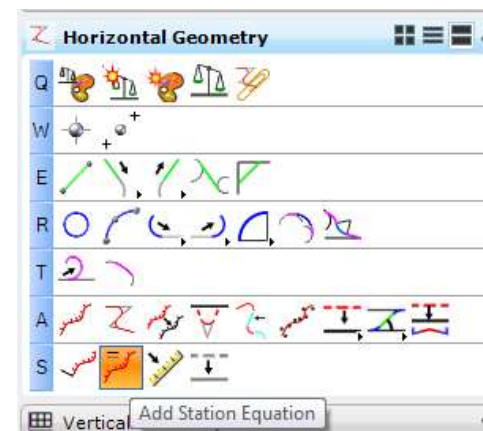 Horizontal Geometry
Q
W
E
R
T
A
S
Add Station Equation
Vertical